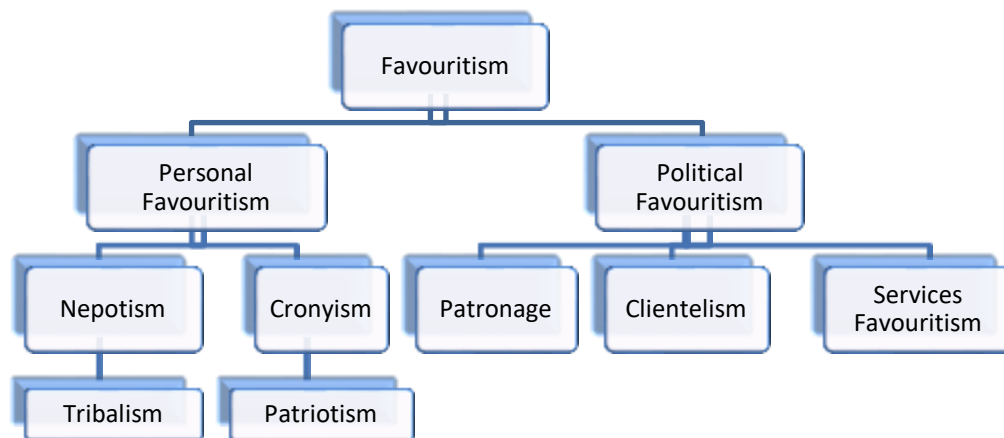 Favouritism
Personal
Favouritism
Political
Favouritism
Nepotism
Cronyism
Patronage
Clientelism
Services
Favouritism
Tribalism
Patriotism